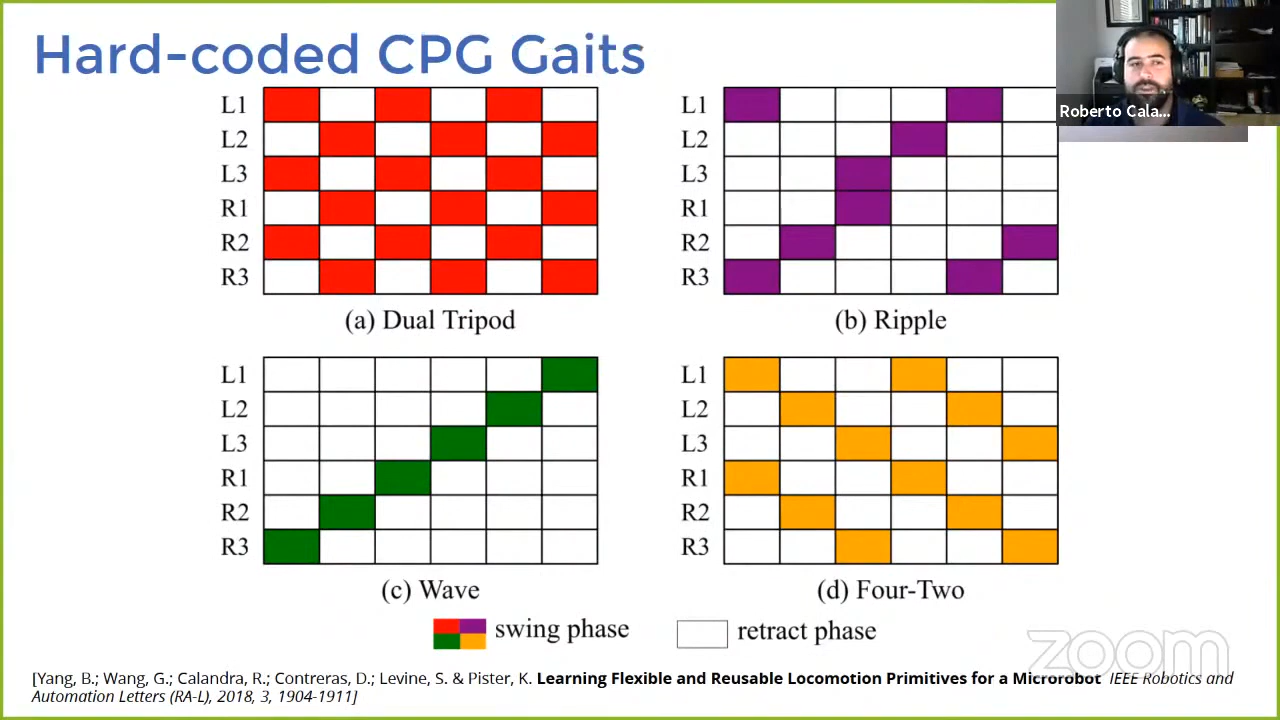 Hard-coded CPG Gaits
Roberto Cala...
L1
L2
L3
R1
R2
R3
(a) Dual Tripod
L1
L2
L3
R1
R2
R3
(b) Ripple
L1
L2
L3
R1
R2
R3
(c) Wave
L1
L2
L3
R1
R2
R3
(d) Four-Two
swing phase
retract phase
zoom
[Yang, B.; Wang, G.; Calandra, R.; Contreras, D.; Levine, S. & Pister, K. Learning Flexible and Reusable Locomotion Primitives for a Microrobot IEEE Robotics and
Automation Letters (RA-L), 2018, 3, 1904-1911]